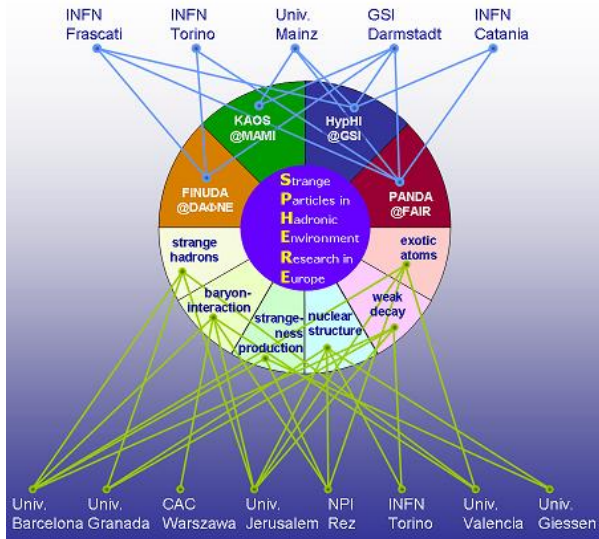 INFN
Frascati
INFN
Torino
Univ.
Mainz
GSI
Darmstadt
INFN
Catania
KAOS
@MAMI
HypHI
@GSI
FINUDA
@DAΦNE
PANDA
@FAIR
Strange
Particles in
Hadronic
Environment
Research in
Europe
strange
hadrons
baryon-
interaction
strange-
ness
production
nuclear
structure
weak
decay
exotic
atoms
Univ.
Barcelona
Univ.
Granada
CAC
Warszawa
Univ.
Jerusalem
NPI
Rez
INFN
Torino
Univ.
Valencia
Univ.
Giessen